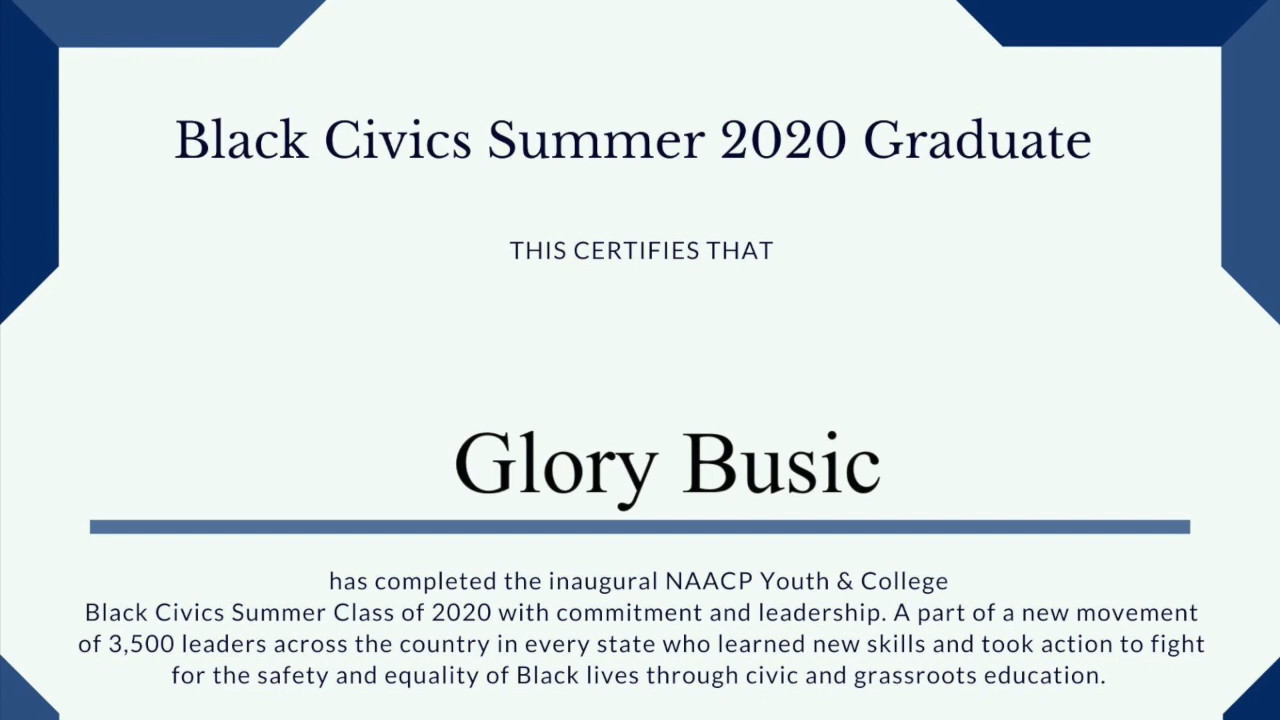 Black Civics Summer 2020 Graduate
THIS CERTIFIES THAT
Glory Busic
has completed the inaugural NAACP Youth & College
Black Civics Summer Class of 2020 with commitment and leadership. A part of a new movement
of 3,500 leaders across the country in every state who learned new skills and took action to fight
for the safety and equality of Black lives through civic and grassroots education.